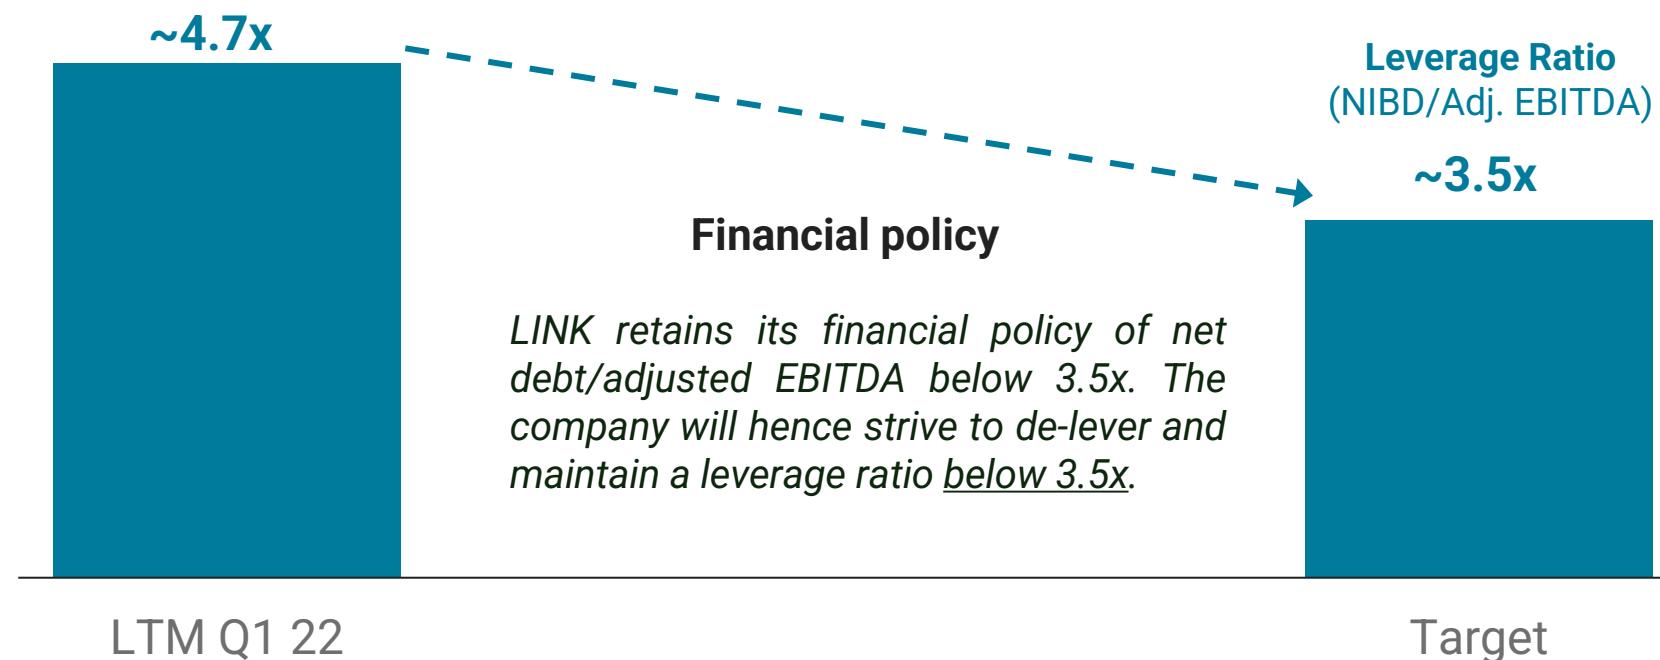 ~4.7x
Leverage Ratio
(NIBD/Adj. EBITDA)
~3.5x
Financial policy
LINK retains its financial policy of net
debt/adjusted EBITDA below 3.5x. The
company will hence strive to de-lever and
maintain a leverage ratio below 3.5x.
LTM Q1 22
Target